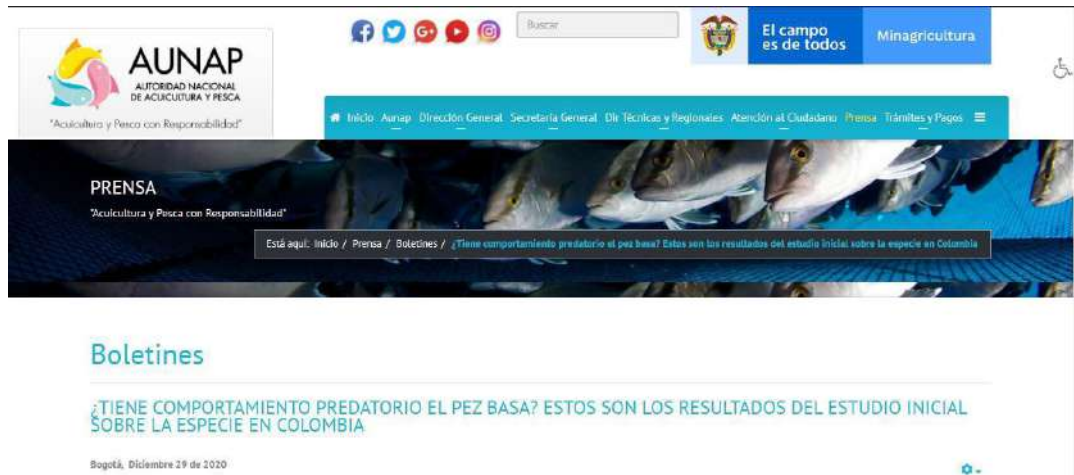 Buscar
El campo
es de todos
Minagricultura
AUNAP
AUTORIDAD NACIONAL
DE ACUICULTURA Y PESCA
"Acuicultura y Pesca con Responsabilidad"
Inicio Aunap Dirección General Secretaría General Dir Técnicas y Regionales Atención al Ciudadano Prensa Trámites y Pagos
PRENSA
"Acuicultura y Pesca con Responsabilidad"
Está aquí: Inicio / Prensa / Boletines / ¿Tiene comportamiento predatorio el pez basa? Estos son los resultados del estudio inicial sobre la especie en Colombia
Boletines
¿TIENE COMPORTAMIENTO PREDATORIO EL PEZ BASA? ESTOS SON LOS RESULTADOS DEL ESTUDIO INICIAL
SOBRE LA ESPECIE EN COLOMBIA
Bogotá, Diciembre 29 de 2020